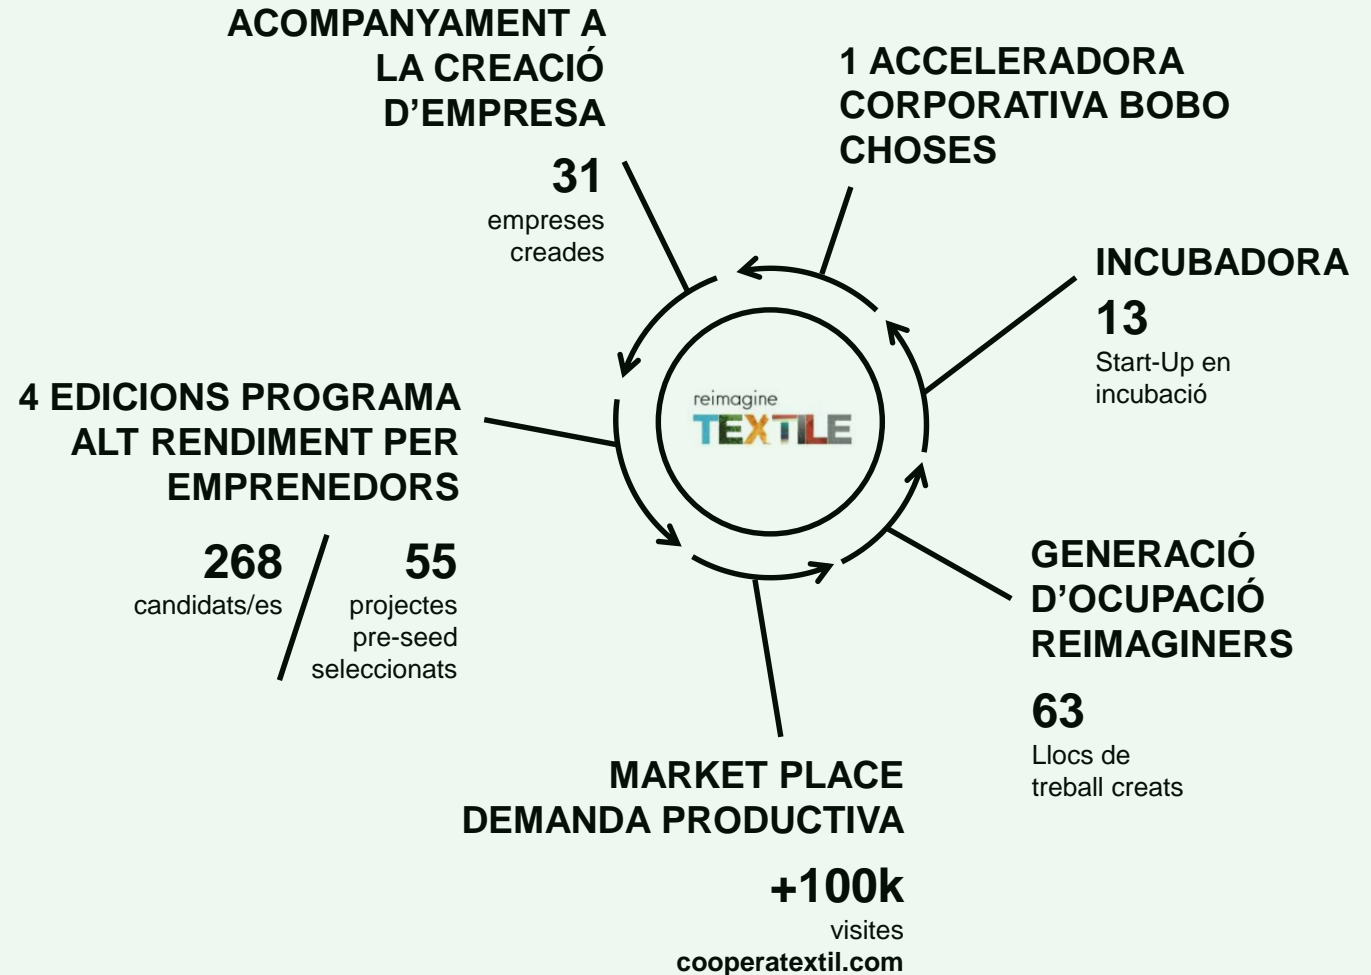 ACOMPANYAMENT A
LA CREACIÓ
D’EMPRESA
31
empreses
creades
1 ACCELERADORA
CORPORATIVA BOBO
CHOSES
INCUBADORA
13
Start-Up en
incubació
reimagine
TEXTILE
4 EDICIONS PROGRAMA
ALT RENDIMENT PER
EMPRENEDORS
268
candidats/es
55
projectes
pre-seed
seleccionats
GENERACIÓ
D’OCUPACIÓ
REIMAGINERS
63
Llocs de
treball creats
MARKET PLACE
DEMANDA PRODUCTIVA
+100k
visites
cooperatextil.com